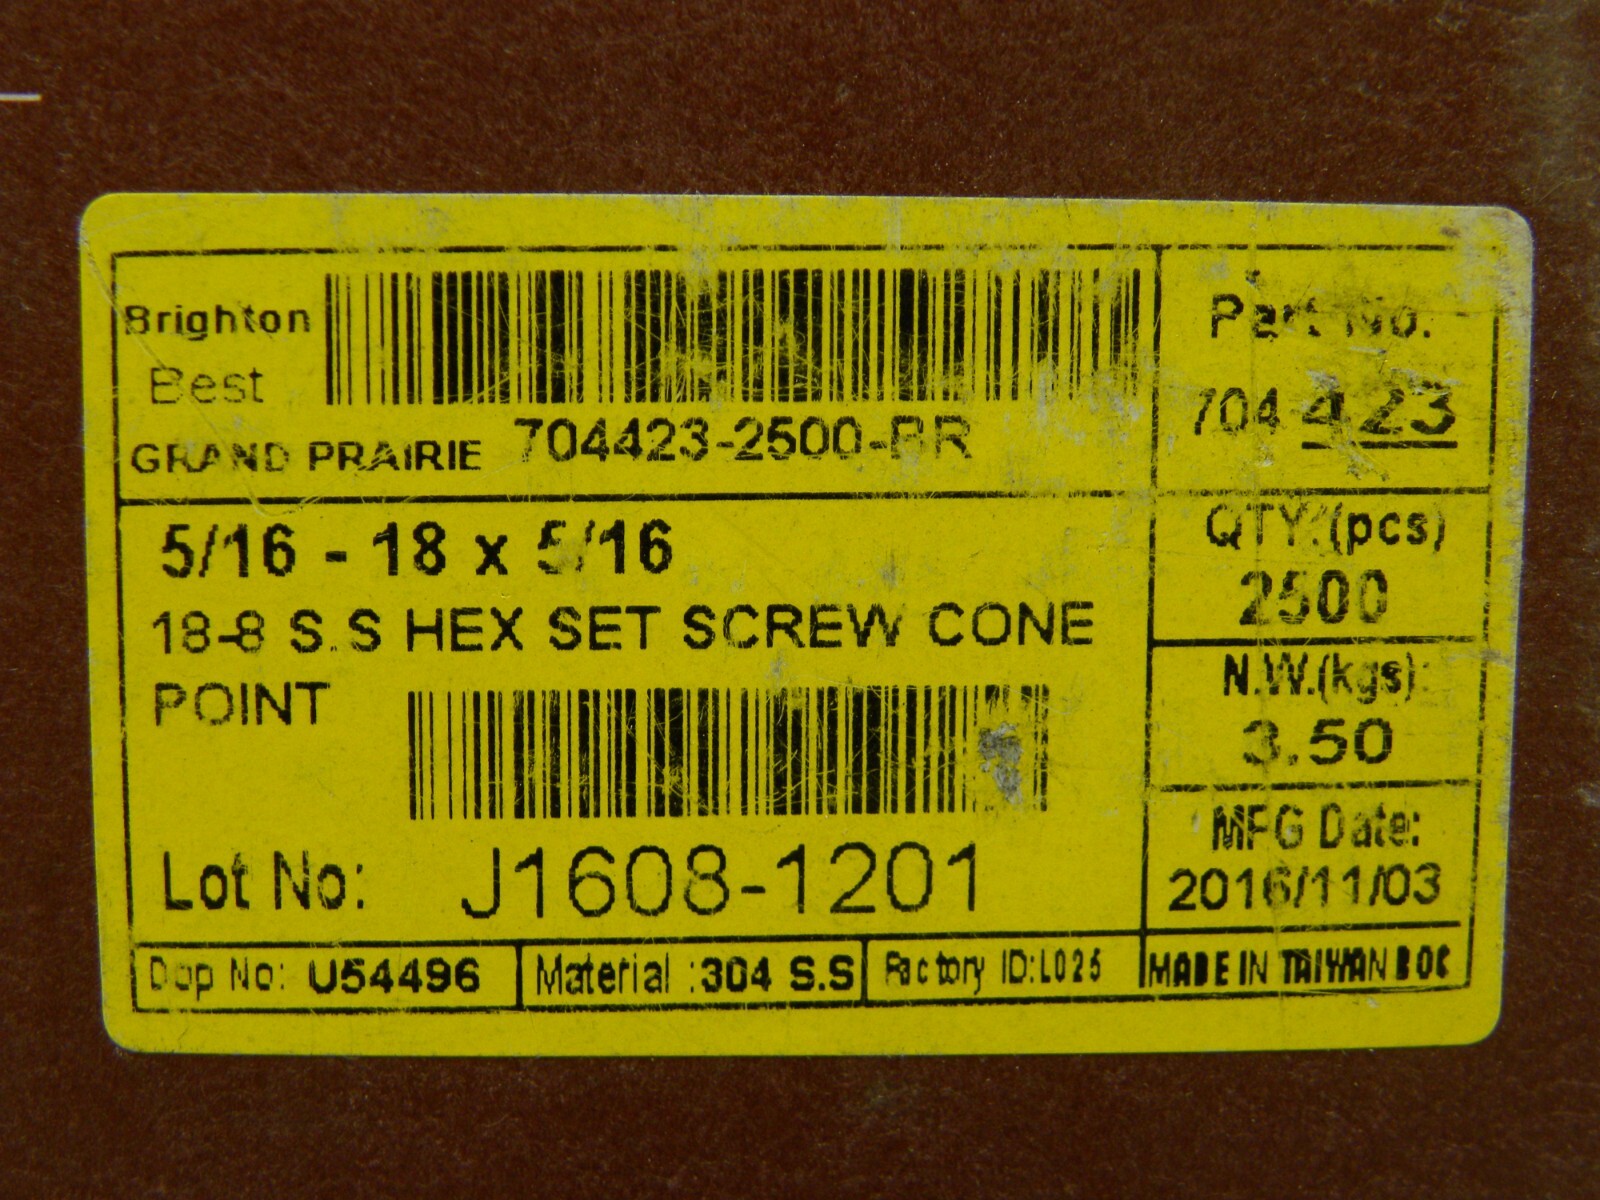 Brighton
Best
GRAND PRAIRIE
704423-2500-BR
Part No.
704-423
5/16 - 18 x 5/16
18-8 S.S HEX SET SCREW CONE
POINT
QTY.(pcs)
2500
N.W.(kgs):
3.50
Lot No: J1608-1201
MFG Date:
2016/11/03
Dop No: U54496
Material :304 S.S
Factory ID:L025
MADE IN TAIWAN ROC